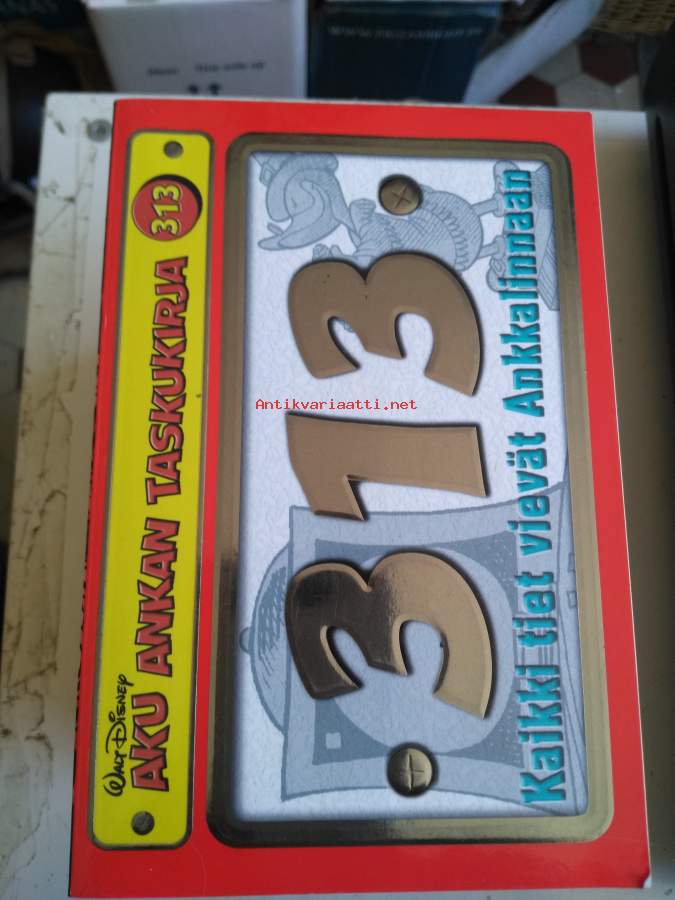 Walt Disney
AKU ANKAN TASKUKIRJA 313
313
Kaikki tiet vievät Ankkalinnaan
Antikvariaatti.net